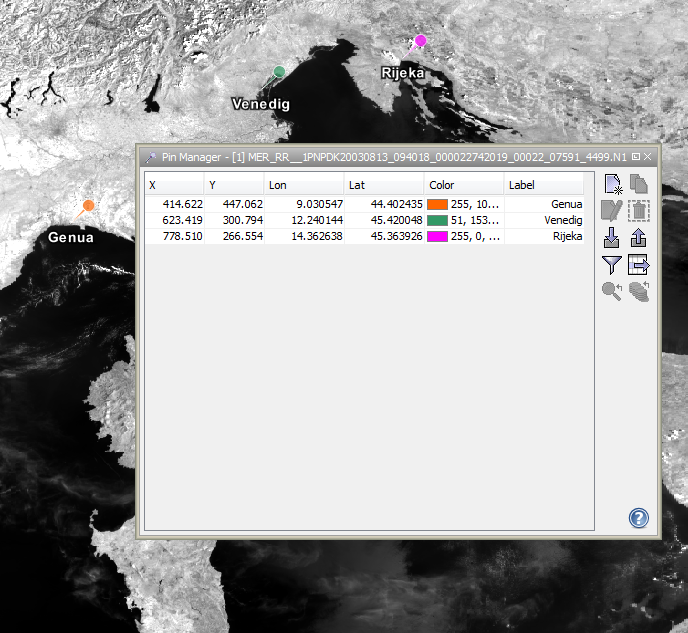 Rijeka
Venedig
Pin Manager - [1] MER_RR__1PNPDK20030813_094018_000022742019_00022_07591_4499.N1
X Y Lon Lat Color Label
414.622 447.062 9.030547 44.402435 255, 10... Genua
623.419 300.794 12.240144 45.420048 51, 153... Venedig
778.510 266.554 14.362638 45.363926 255, 0, ... Rijeka
Genua
?